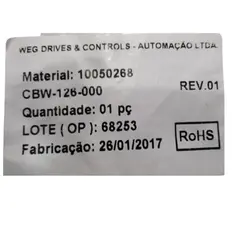 WEG DRIVES & CONTROLS - AUTOMAÇÃO LTDA.
Material: 10050268
CBW-126-000 REV.01
Quantidade: 01 pç
LOTE ( OP ) : 68253
Fabricação: 26/01/2017 RoHS